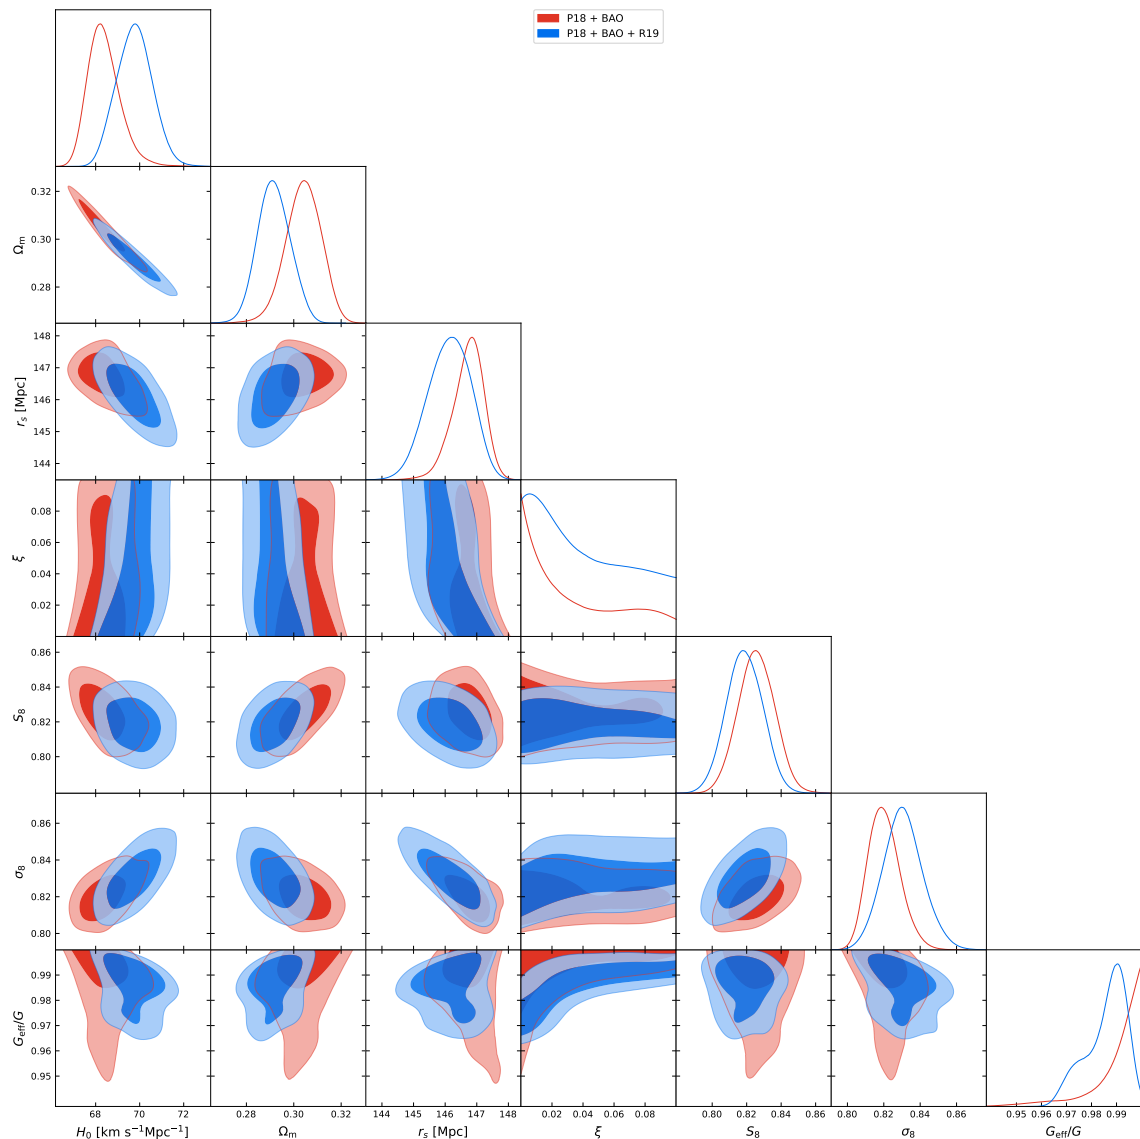 P18 + BAO
P18 + BAO + R19
0.32
0.30
0.28
Ωm
148
147
146
145
144
rs [Mpc]
0.08
0.06
0.04
0.02
ξ
0.86
0.84
0.82
0.80
S8
0.86
0.84
0.82
0.80
σ8
0.99
0.98
0.97
0.96
0.95
Geff/G
68 70 72 0.28 0.30 0.32 144 145 146 147 148 0.02 0.04 0.06 0.08 0.80 0.82 0.84 0.86 0.80 0.82 0.84 0.86 0.95 0.96 0.97 0.98 0.99
H0 [km s−1Mpc−1] Ωm rs [Mpc] ξ S8 σ8 Geff/G